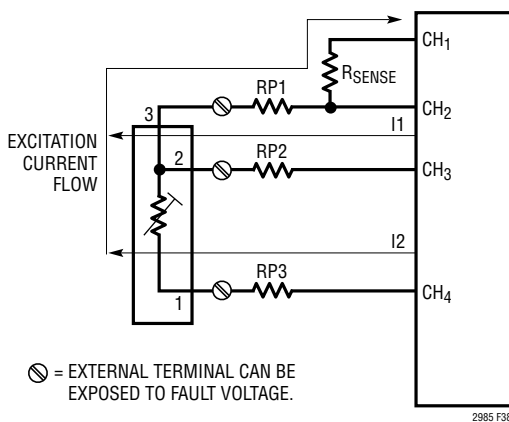 CH1
RSENSE
RP1
CH2
3
I1
EXCITATION
CURRENT
FLOW
2
RP2
CH3
I2
RP3
1
CH4
= EXTERNAL TERMINAL CAN BE
EXPOSED TO FAULT VOLTAGE.
2985 F38